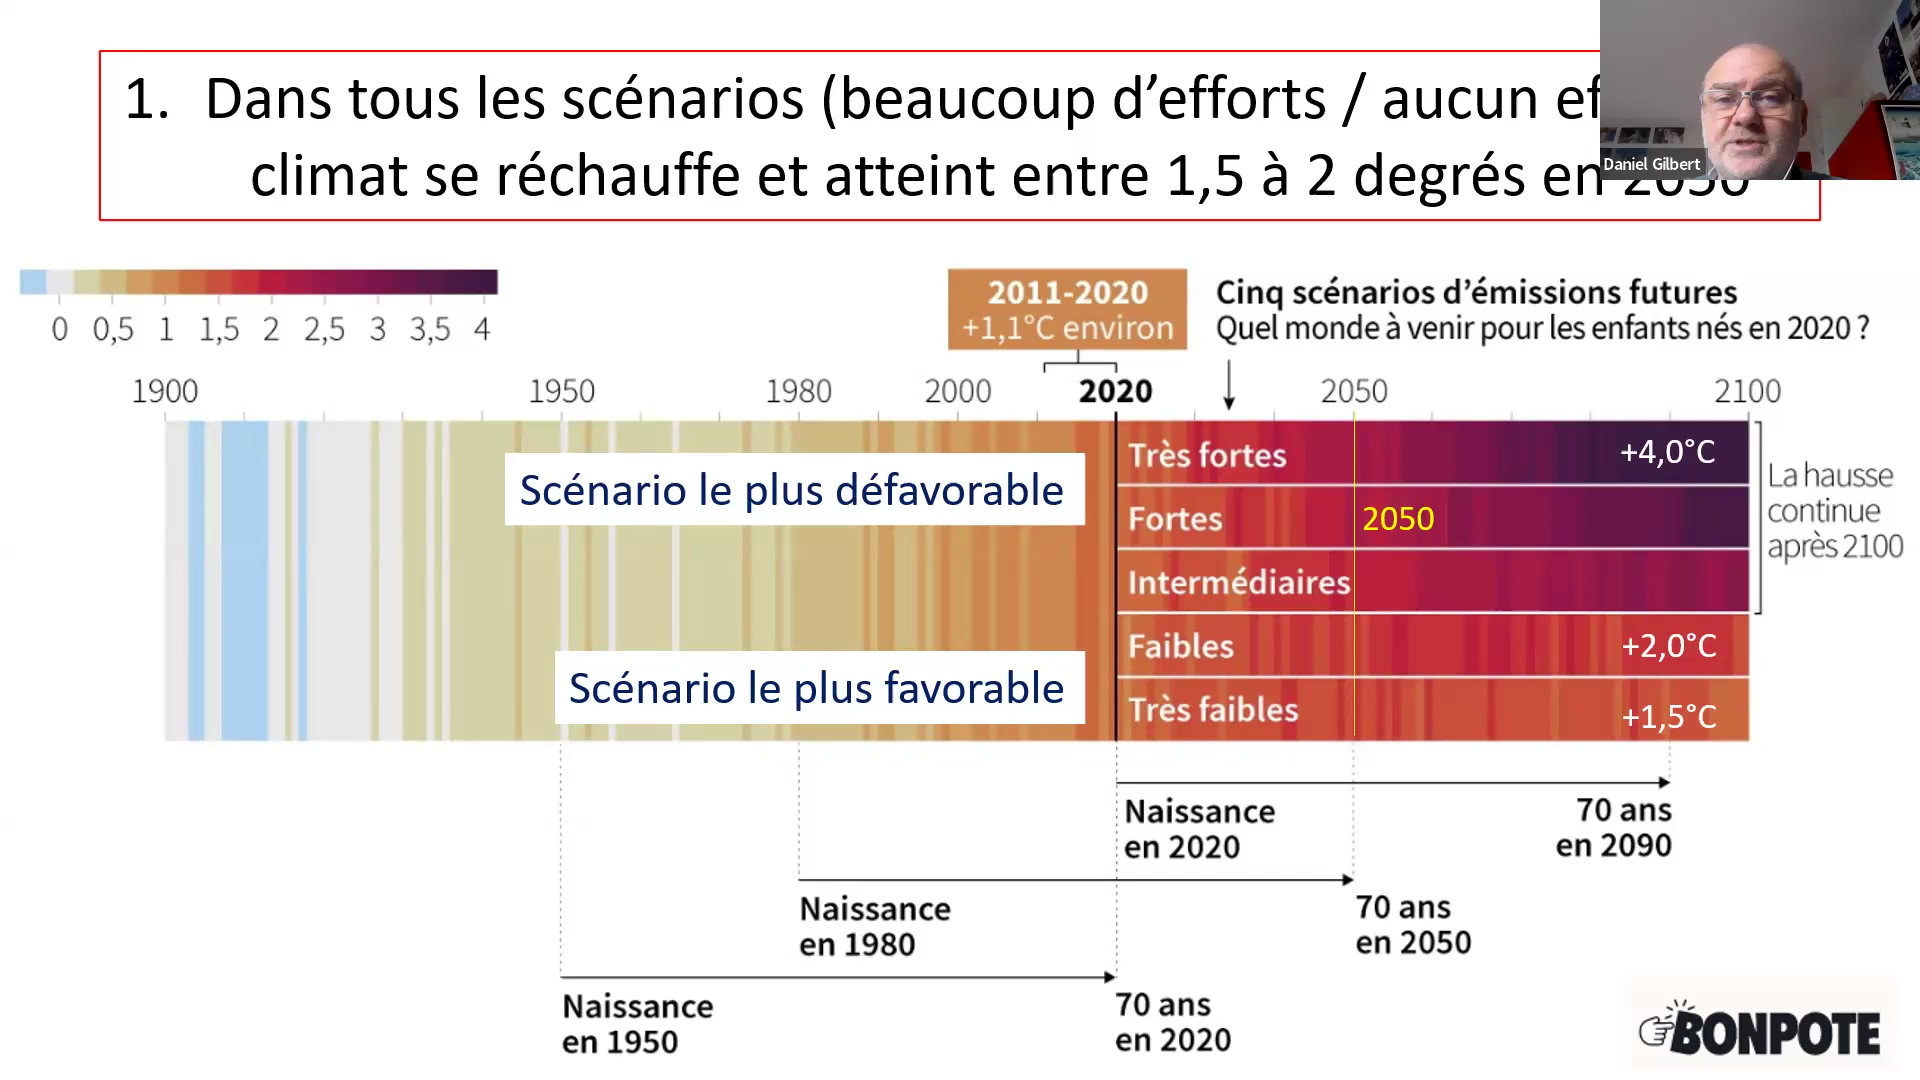 1. Dans tous les scénarios (beaucoup d'efforts / aucun
climat se réchauffe et atteint entre 1,5 à 2 degrés en 2050
Daniel Gilbert
0 0,5 1 1,5 2 2,5 3 3,5 4
2011-2020
+1,1°C environ
Cinq scénarios d'émissions futures
Quel monde à venir pour les enfants nés en 2020 ?
1900 1950 1980 2000 2020 2050 2100
Très fortes
+4,0°C
Scénario le plus défavorable
Fortes
2050
La hausse
continue
après 2100
Intermédiaires
Faibles
+2,0°C
Scénario le plus favorable
Très faibles
+1,5°C
Naissance
en 2020
70 ans
en 2090
Naissance
en 1980
70 ans
en 2050
Naissance
en 1950
70 ans
en 2020
BONPOTE